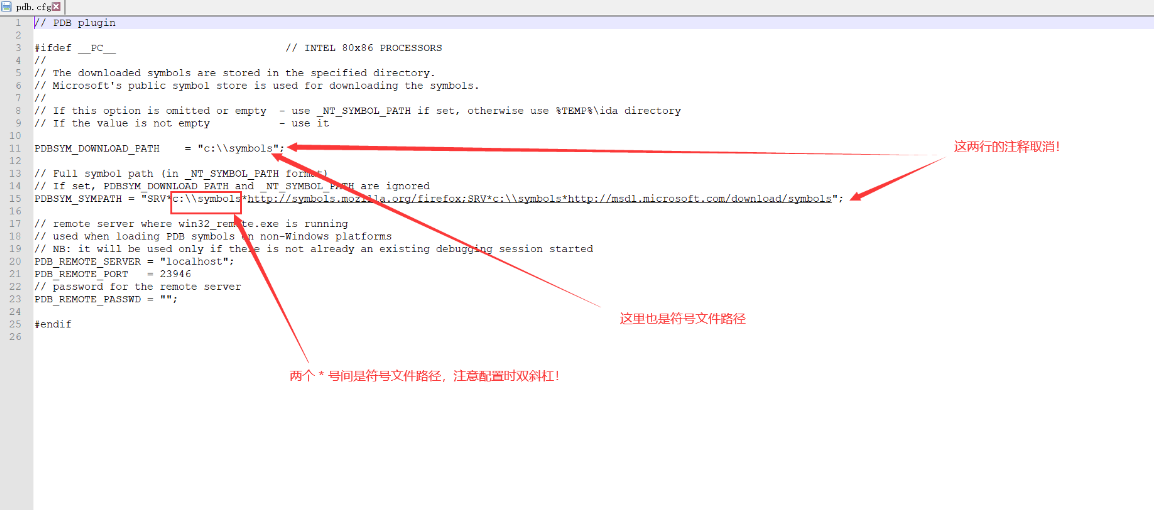 pdb.cfg
1 // PDB plugin
2
3 #ifdef __PC__ // INTEL 80x86 PROCESSORS
4 //
5 // The downloaded symbols are stored in the specified directory.
6 // Microsoft's public symbol store is used for downloading the symbols.
7 //
8 // If this option is omitted or empty - use _NT_SYMBOL_PATH if set, otherwise use %TEMP%\ida directory
9 // If the value is not empty - use it
10
11 PDBSYM_DOWNLOAD_PATH = "c:\\symbols";
这两行的注释取消!
12
13 // Full symbol path (in _NT_SYMBOL_PATH format)
14 // If set, PDBSYM_DOWNLOAD_PATH and _NT_SYMBOL_PATH are ignored
15 PDBSYM_SYMPATH = "SRV*c:\\symbols*http://symbols.mozilla.org/firefox;SRV*c:\\symbols*http://msdl.microsoft.com/download/symbols";
16
17 // remote server where win32_remote.exe is running
18 // used when loading PDB symbols on non-Windows platforms
19 // NB: it will be used only if there is not already an existing debugging session started
20 PDB_REMOTE_SERVER = "localhost";
21 PDB_REMOTE_PORT = 23946
22 // password for the remote server
23 PDB_REMOTE_PASSWD = "";
24
这里也是符号文件路径
25 #endif
26
两个 * 号间是符号文件路径，注意配置时双斜杠！